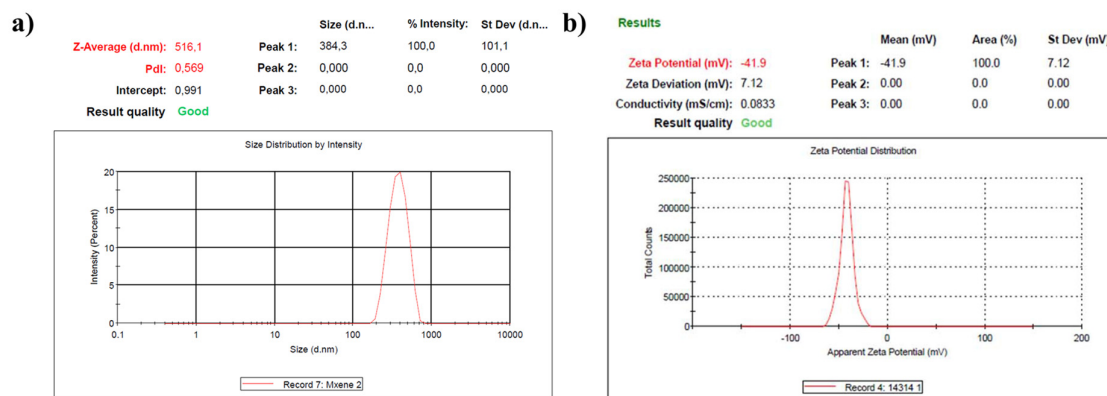 a)
Size (d.n... % Intensity: St Dev (d.n...
Z-Average (d.nm): 516,1 Peak 1: 384,3 100,0 101,1
PdI: 0,569 Peak 2: 0,000 0,0 0,000
Intercept: 0,991 Peak 3: 0,000 0,0 0,000
Result quality Good
Size Distribution by Intensity
Intensity (Percent)
20
15
10
5
0
0.1 1 10 100 1000 10000
Size (d.nm)
Record 7: Mxene 2
b)
Results
Mean (mV) Area (%) St Dev (mV)
Zeta Potential (mV): -41.9 Peak 1: -41.9 100.0 7.12
Zeta Deviation (mV): 7.12 Peak 2: 0.00 0.0 0.00
Conductivity (mS/cm): 0.0833 Peak 3: 0.00 0.0 0.00
Result quality Good
Zeta Potential Distribution
Total Counts
250000
200000
150000
100000
50000
0
-100 0 100 200
Apparent Zeta Potential (mV)
Record 4: 14314 1